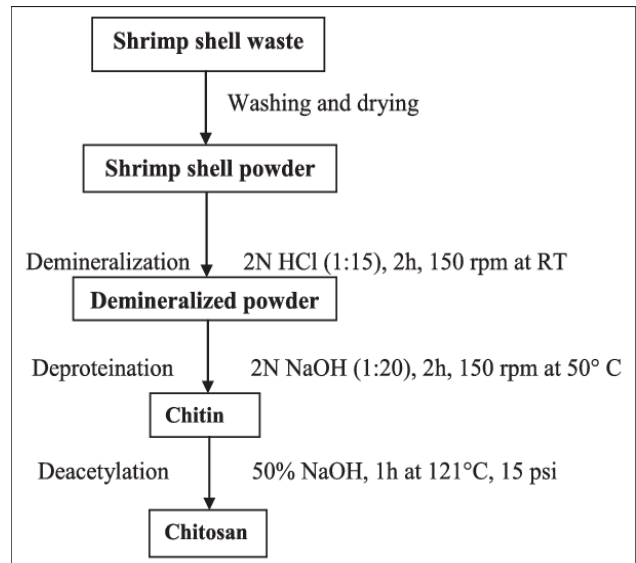 Shrimp shell waste
Washing and drying
Shrimp shell powder
Demineralization 2N HCl (1:15), 2h, 150 rpm at RT
Demineralized powder
Deproteination 2N NaOH (1:20), 2h, 150 rpm at 50° C
Chitin
Deacetylation 50% NaOH, 1h at 121°C, 15 psi
Chitosan